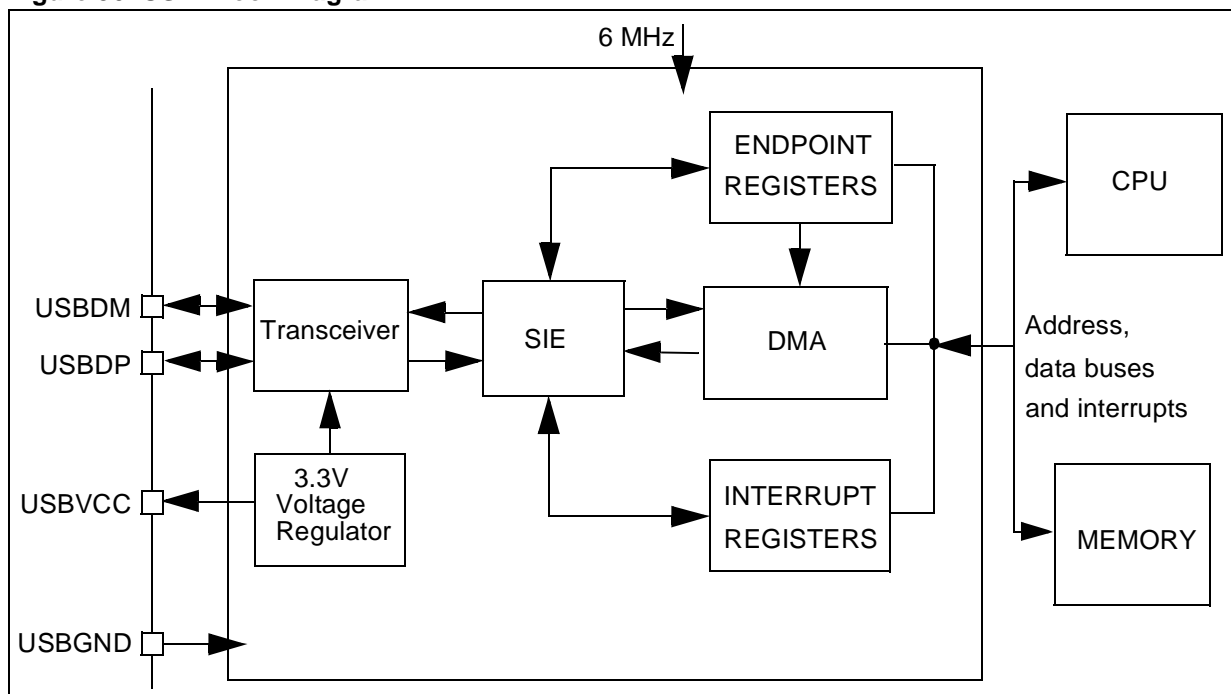 6 MHz
ENDPOINT
REGISTERS
CPU
USBDM
Transceiver
SIE
DMA
Address,
USBDP
data buses
and interrupts
3.3V
Voltage
Regulator
USBVCC
INTERRUPT
REGISTERS
MEMORY
USBGND